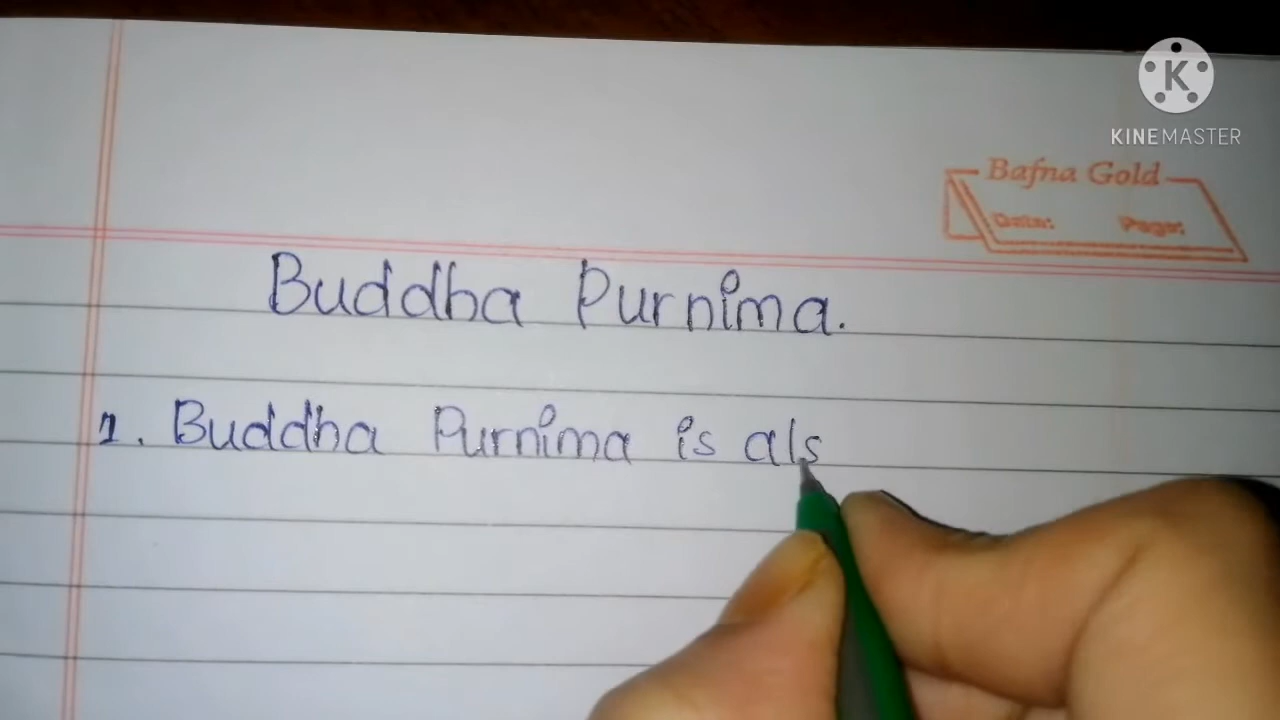 KINEMASTER
Bafna Gold
Date: Page:
Buddha Purnima.
1. Buddha Purnima is als